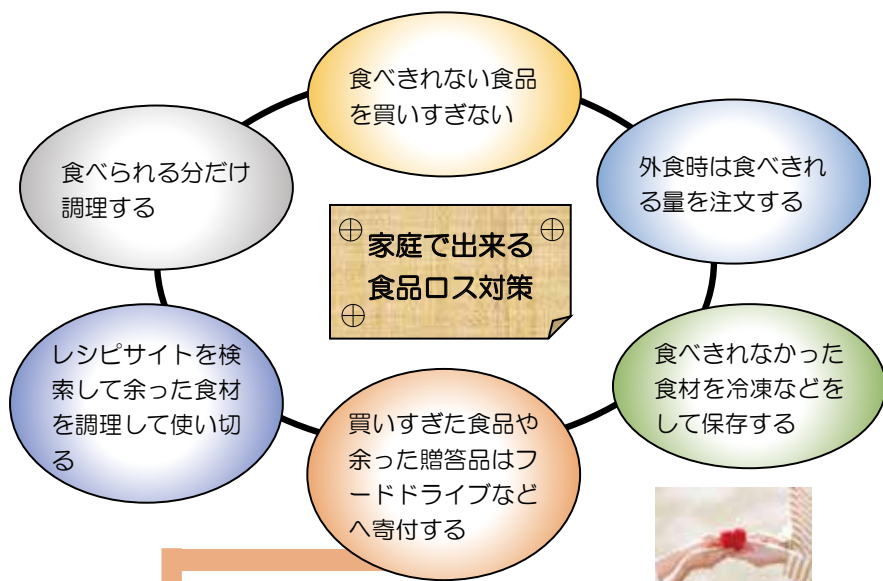 食べきれない食品
を買いすぎない
食べられる分だけ
調理する
外食時は食べきれ
る量を注文する
家庭で出来る
食品ロス対策
レシピサイトを検
索して余った食材
を調理して使い切
る
買いすぎた食品や
余った贈答品はフ
ードドライブなど
へ寄付する
食べきれなかった
食材を冷凍などを
して保存する